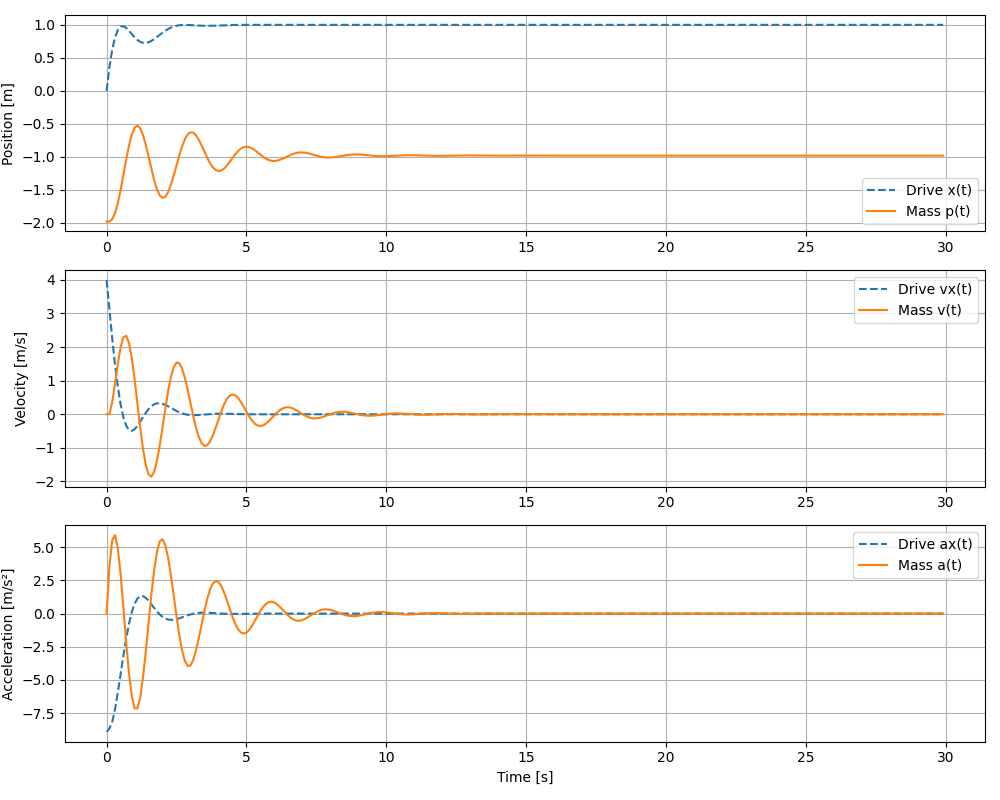 Position [m]
1.0
0.5
0.0
−0.5
−1.0
−1.5
−2.0
Drive x(t)
Mass p(t)
0 5 10 15 20 25 30
Velocity [m/s]
4
3
2
1
0
−1
−2
Drive vx(t)
Mass v(t)
0 5 10 15 20 25 30
Acceleration [m/s²]
5.0
2.5
0.0
−2.5
−5.0
−7.5
Drive ax(t)
Mass a(t)
0 5 10 15 20 25 30
Time [s]